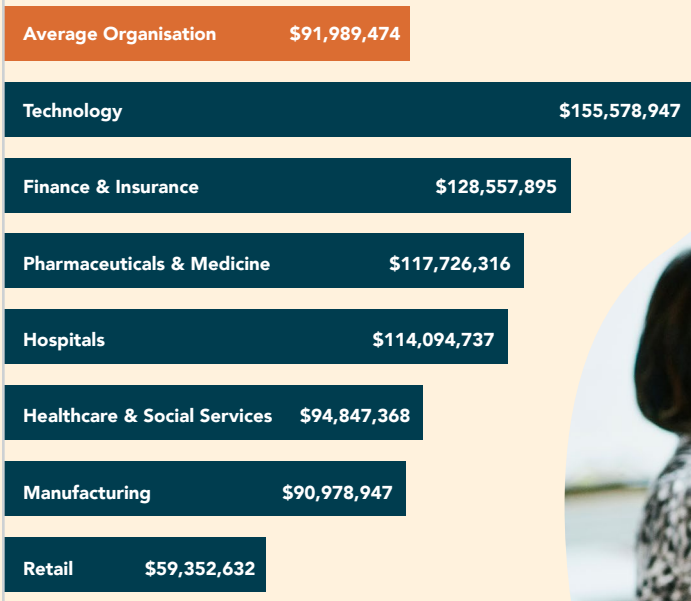 Average Organisation $91,989,474
Technology $155,578,947
Finance & Insurance $128,557,895
Pharmaceuticals & Medicine $117,726,316
Hospitals $114,094,737
Healthcare & Social Services $94,847,368
Manufacturing $90,978,947
Retail $59,352,632